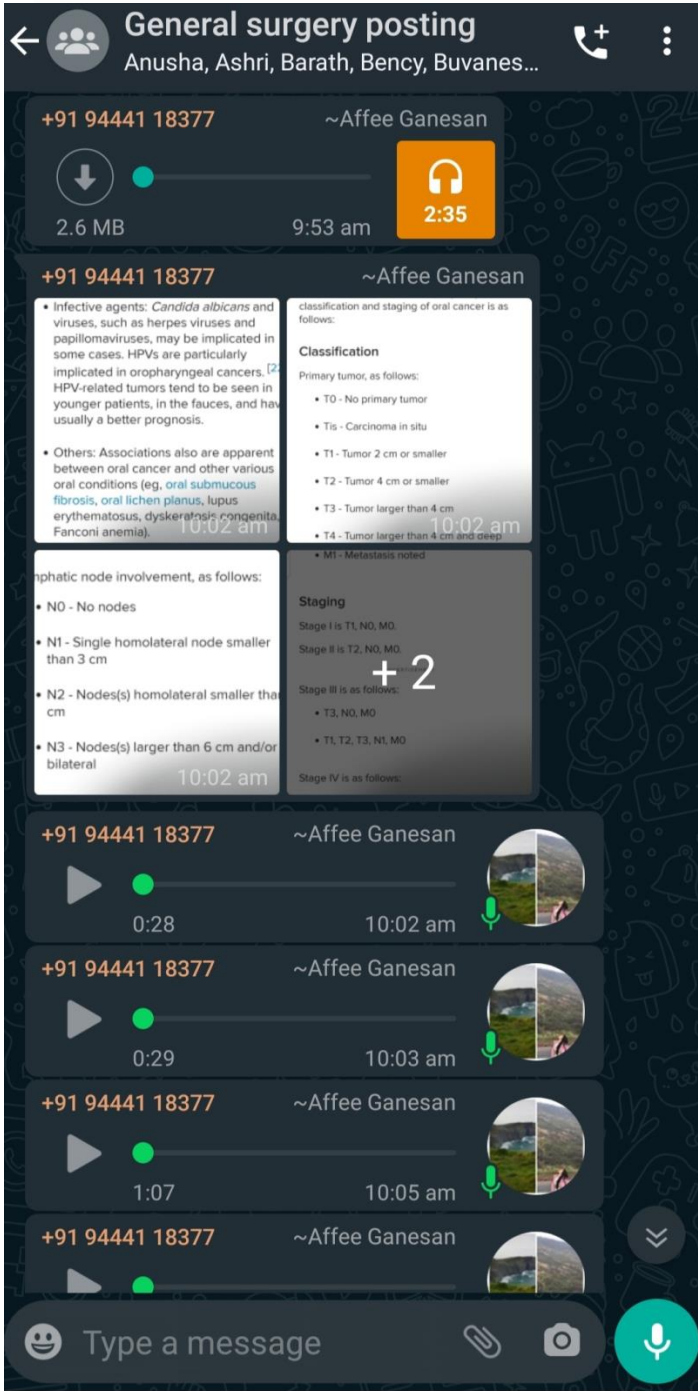 General surgery posting
Anusha, Ashri, Barath, Bency, Buvanes...
+91 94441 18377 ~Affee Ganesan
2:35
2.6 MB 9:53 am
+91 94441 18377 ~Affee Ganesan
• Infective agents: Candida albicans and
viruses, such as herpes viruses and
papillomaviruses, may be implicated in
some cases. HPVs are particularly
implicated in oropharyngeal cancers. [22
HPV-related tumors tend to be seen in
younger patients, in the fauces, and hav
usually a better prognosis.
• Others: Associations also are apparent
between oral cancer and other various
oral conditions (eg, oral submucous
fibrosis, oral lichen planus, lupus
erythematosus, dyskeratosis congenita,
Fanconi anemia).
10:02 am
classification and staging of oral cancer is as
follows:
Classification
Primary tumor, as follows:
• T0 - No primary tumor
• Tis - Carcinoma in situ
• T1 - Tumor 2 cm or smaller
• T2 - Tumor 4 cm or smaller
• T3 - Tumor larger than 4 cm
• T4 - Tumor larger than 4 cm and deep
10:02 am
nphatic node involvement, as follows:
• N0 - No nodes
• N1 - Single homolateral node smaller
than 3 cm
• N2 - Nodes(s) homolateral smaller than
cm
• N3 - Nodes(s) larger than 6 cm and/or
bilateral
10:02 am
• M1 - Metastasis noted
Staging
Stage I is T1, N0, M0.
Stage II is T2, N0, M0.
+ 2
Stage III is as follows:
• T3, N0, M0
• T1, T2, T3, N1, M0
Stage IV is as follows:
+91 94441 18377 ~Affee Ganesan
0:28 10:02 am
+91 94441 18377 ~Affee Ganesan
0:29 10:03 am
+91 94441 18377 ~Affee Ganesan
1:07 10:05 am
+91 94441 18377 ~Affee Ganesan
Type a message